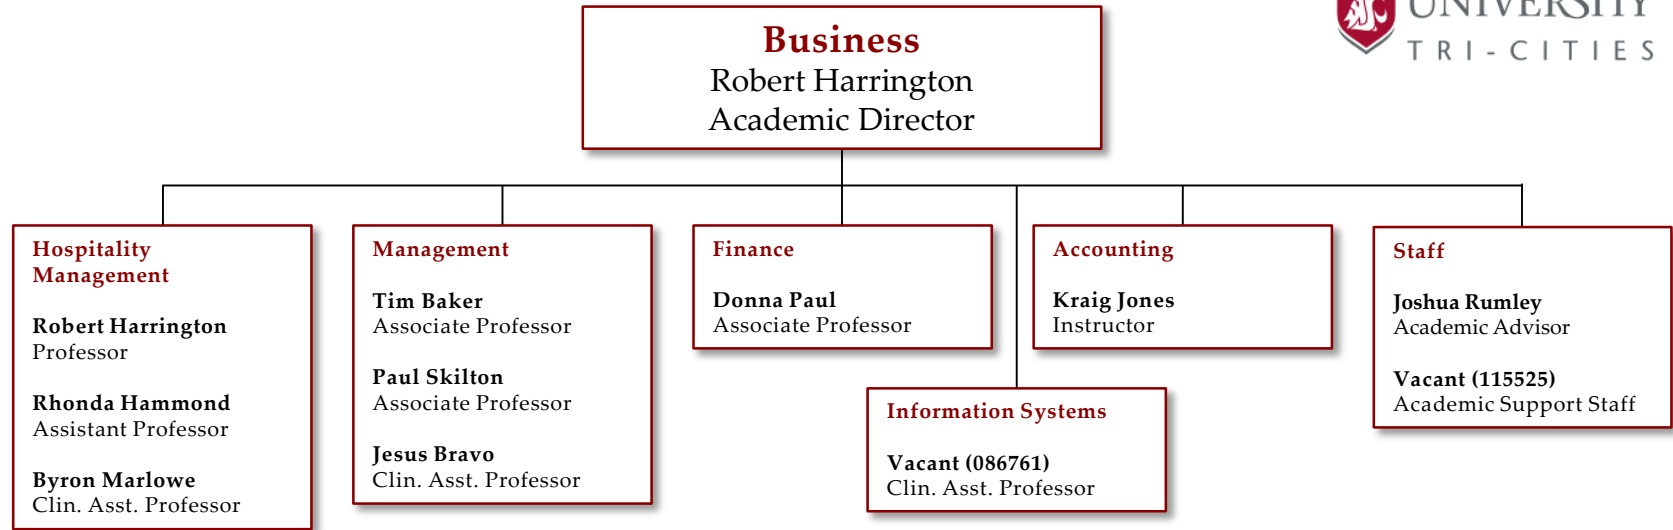 UNIVERSITY
TRI-CITIES
Business
Robert Harrington
Academic Director
Hospitality
Management
Robert Harrington
Professor
Rhonda Hammond
Assistant Professor
Byron Marlowe
Clin. Asst. Professor
Management
Tim Baker
Associate Professor
Paul Skilton
Associate Professor
Jesus Bravo
Clin. Asst. Professor
Finance
Donna Paul
Associate Professor
Information Systems
Vacant (086761)
Clin. Asst. Professor
Accounting
Kraig Jones
Instructor
Staff
Joshua Rumley
Academic Advisor
Vacant (115525)
Academic Support Staff